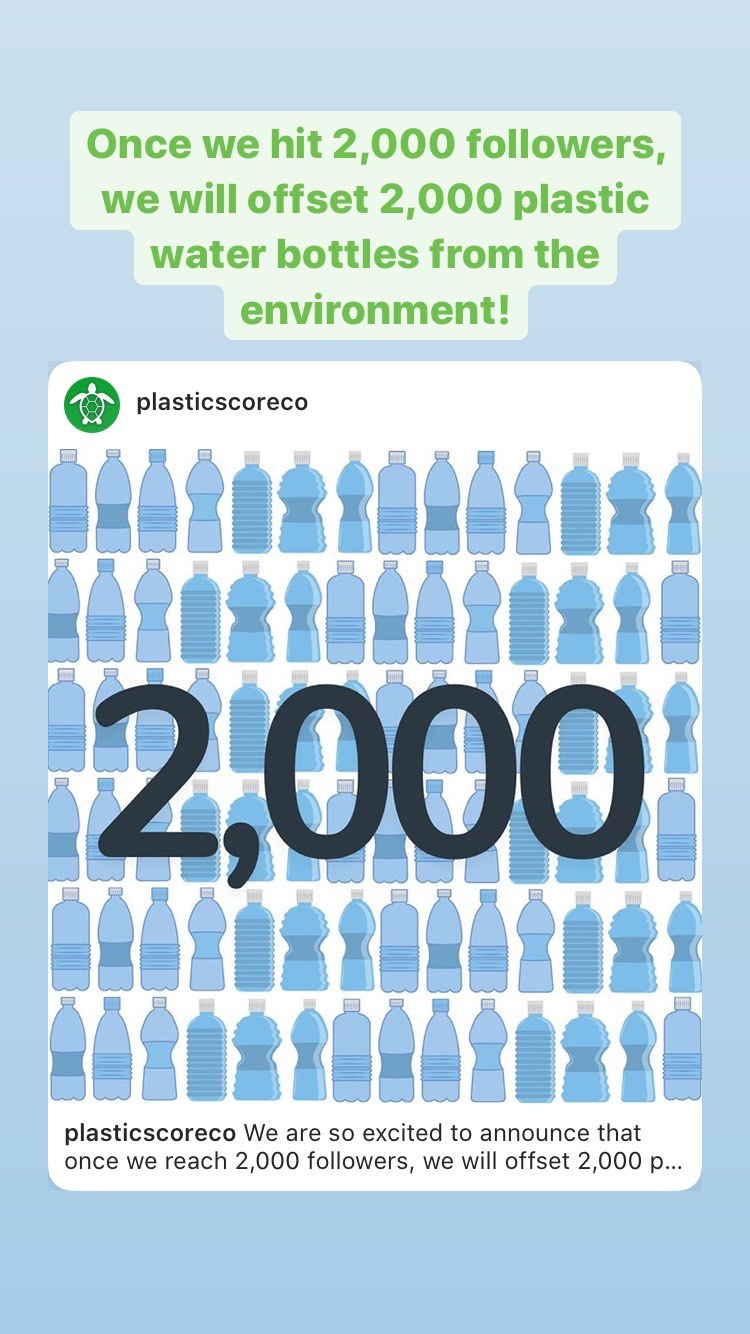 Once we hit 2,000 followers,
we will offset 2,000 plastic
water bottles from the
environment!
plasticscoreco
2,000
plasticscoreco We are so excited to announce that
once we reach 2,000 followers, we will offset 2,000 p...